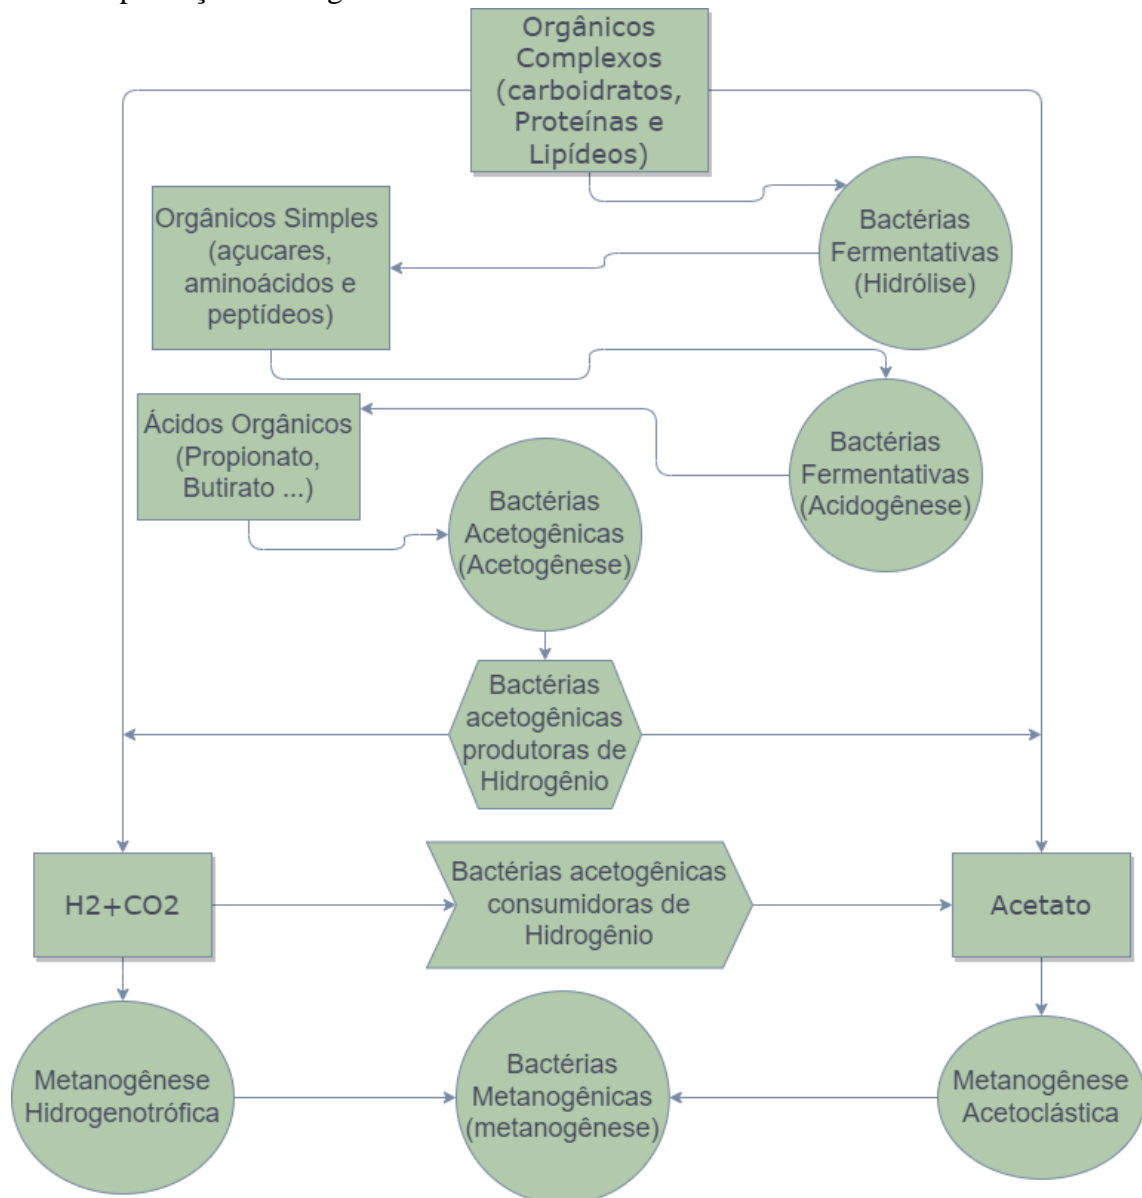 Orgânicos
Complexos
(carboidratos,
Proteínas e
Lipídeos)
Bactérias
Fermentativas
(Hidrólise)
Orgânicos Simples
(açucares,
aminoácidos e
peptídeos)
Bactérias
Fermentativas
(Acidogênese)
Ácidos Orgânicos
(Propionato,
Butirato ...)
Bactérias
Acetogênicas
(Acetogênese)
Bactérias
acetogênicas
produtoras de
Hidrogênio
H2+CO2
Bactérias acetogênicas
consumidoras de
Hidrogênio
Acetato
Metanogênese
Hidrogenotrófica
Bactérias
Metanogênicas
(metanogênese)
Metanogênese
Acetoclástica